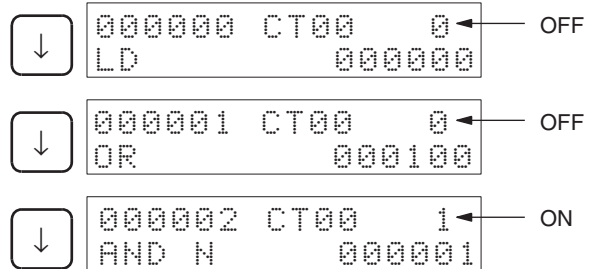 ↓ 000000 CT00 0 OFF
LD 000000
↓ 000001 CT00 0 OFF
OR 000100
↓ 000002 CT00 1 ON
AND N 000001